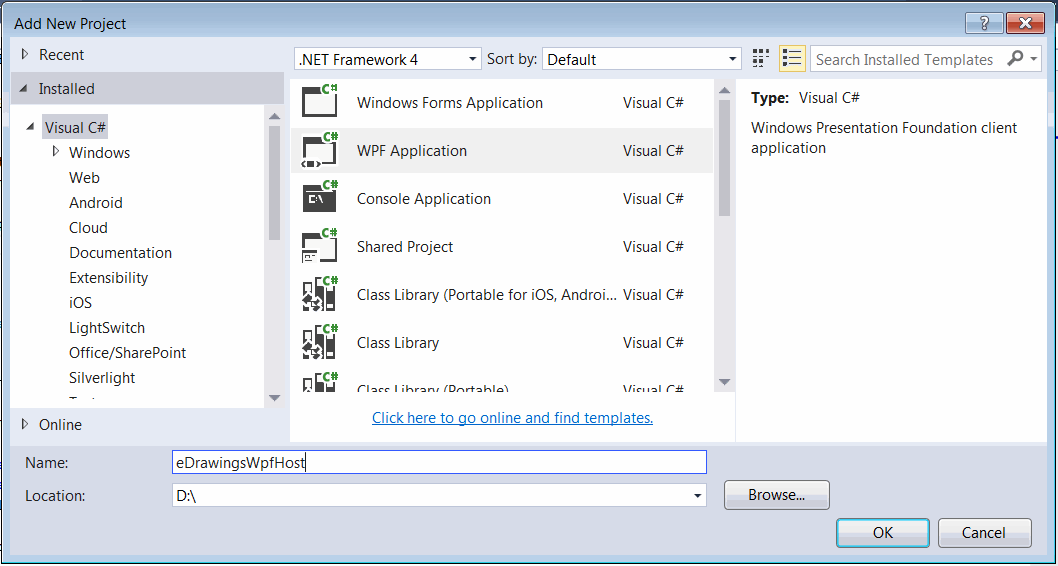 Add New Project
?
Recent
Installed
Visual C#
Windows
Web
Android
Cloud
Documentation
Extensibility
iOS
LightSwitch
Office/SharePoint
Silverlight
Online
.NET Framework 4
Sort by: Default
Search Installed Templates
C# Windows Forms Application Visual C#
C# WPF Application Visual C#
C# Console Application Visual C#
C# Shared Project Visual C#
C# Class Library (Portable for iOS, Androi... Visual C#
C# Class Library Visual C#
C# Class Library (Portable) Visual C#
Click here to go online and find templates.
Type: Visual C#
Windows Presentation Foundation client
application
Name: eDrawingsWpfHost
Location: D:\
Browse...
OK
Cancel